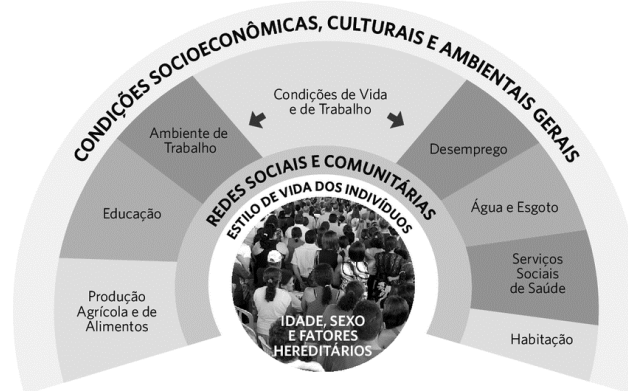 CONDIÇÕES SOCIOECONÔMICAS, CULTURAIS E AMBIENTAIS GERAIS
Condições de Vida
e de Trabalho
Ambiente de
Trabalho
Desemprego
REDES SOCIAIS E COMUNITÁRIAS
ESTILO DE VIDA DOS INDIVÍDUOS
Educação
Água e Esgoto
Serviços
Sociais
de Saúde
Produção
Agrícola e de
Alimentos
Habitação
IDADE, SEXO
E FATORES
HEREDITÁRIOS